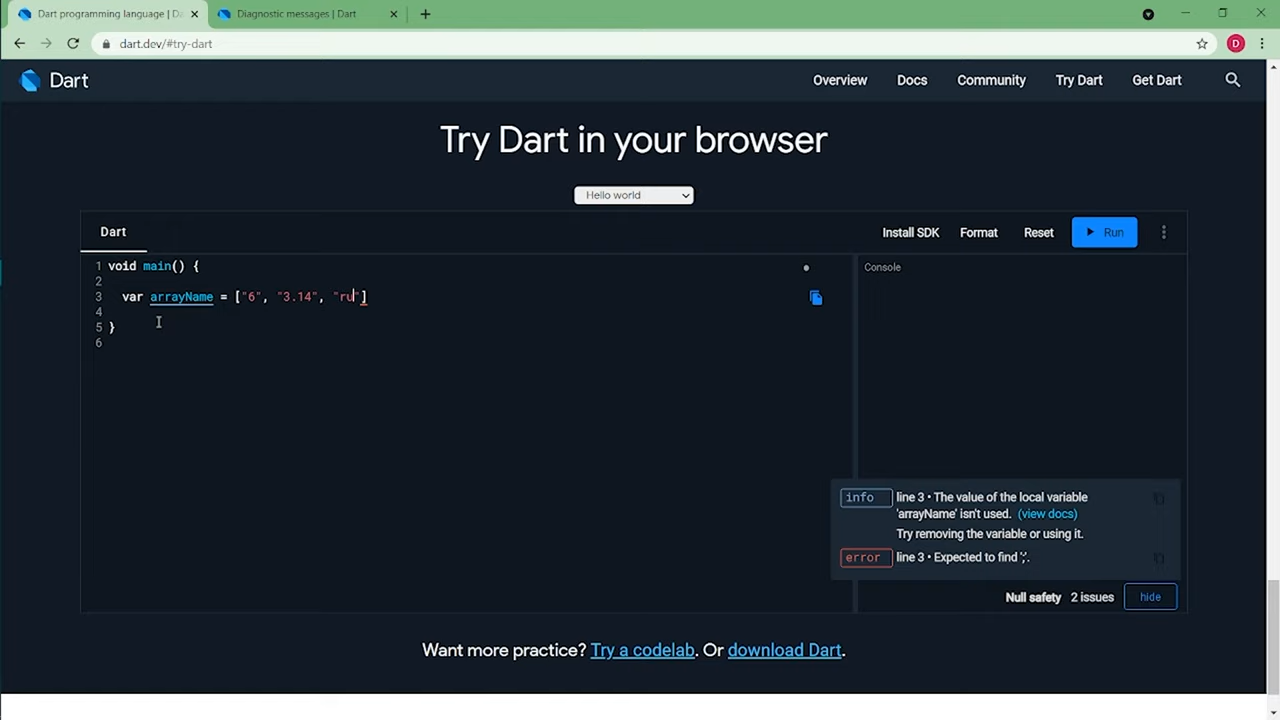 Dart programming language | D
Diagnostic messages | Dart
dart.dev/#try-dart
D
Dart
Overview
Docs
Community
Try Dart
Get Dart
Try Dart in your browser
Hello world
Dart
Install SDK
Format
Reset
Run
1 void main() {
2
3 var arrayName = ["6", "3.14", "ru"]
4
5 }
6
Console
info line 3 • The value of the local variable
'arrayName' isn't used. (view docs)
Try removing the variable or using it.
error line 3 • Expected to find ';'.
Null safety 2 issues hide
Want more practice? Try a codelab. Or download Dart.